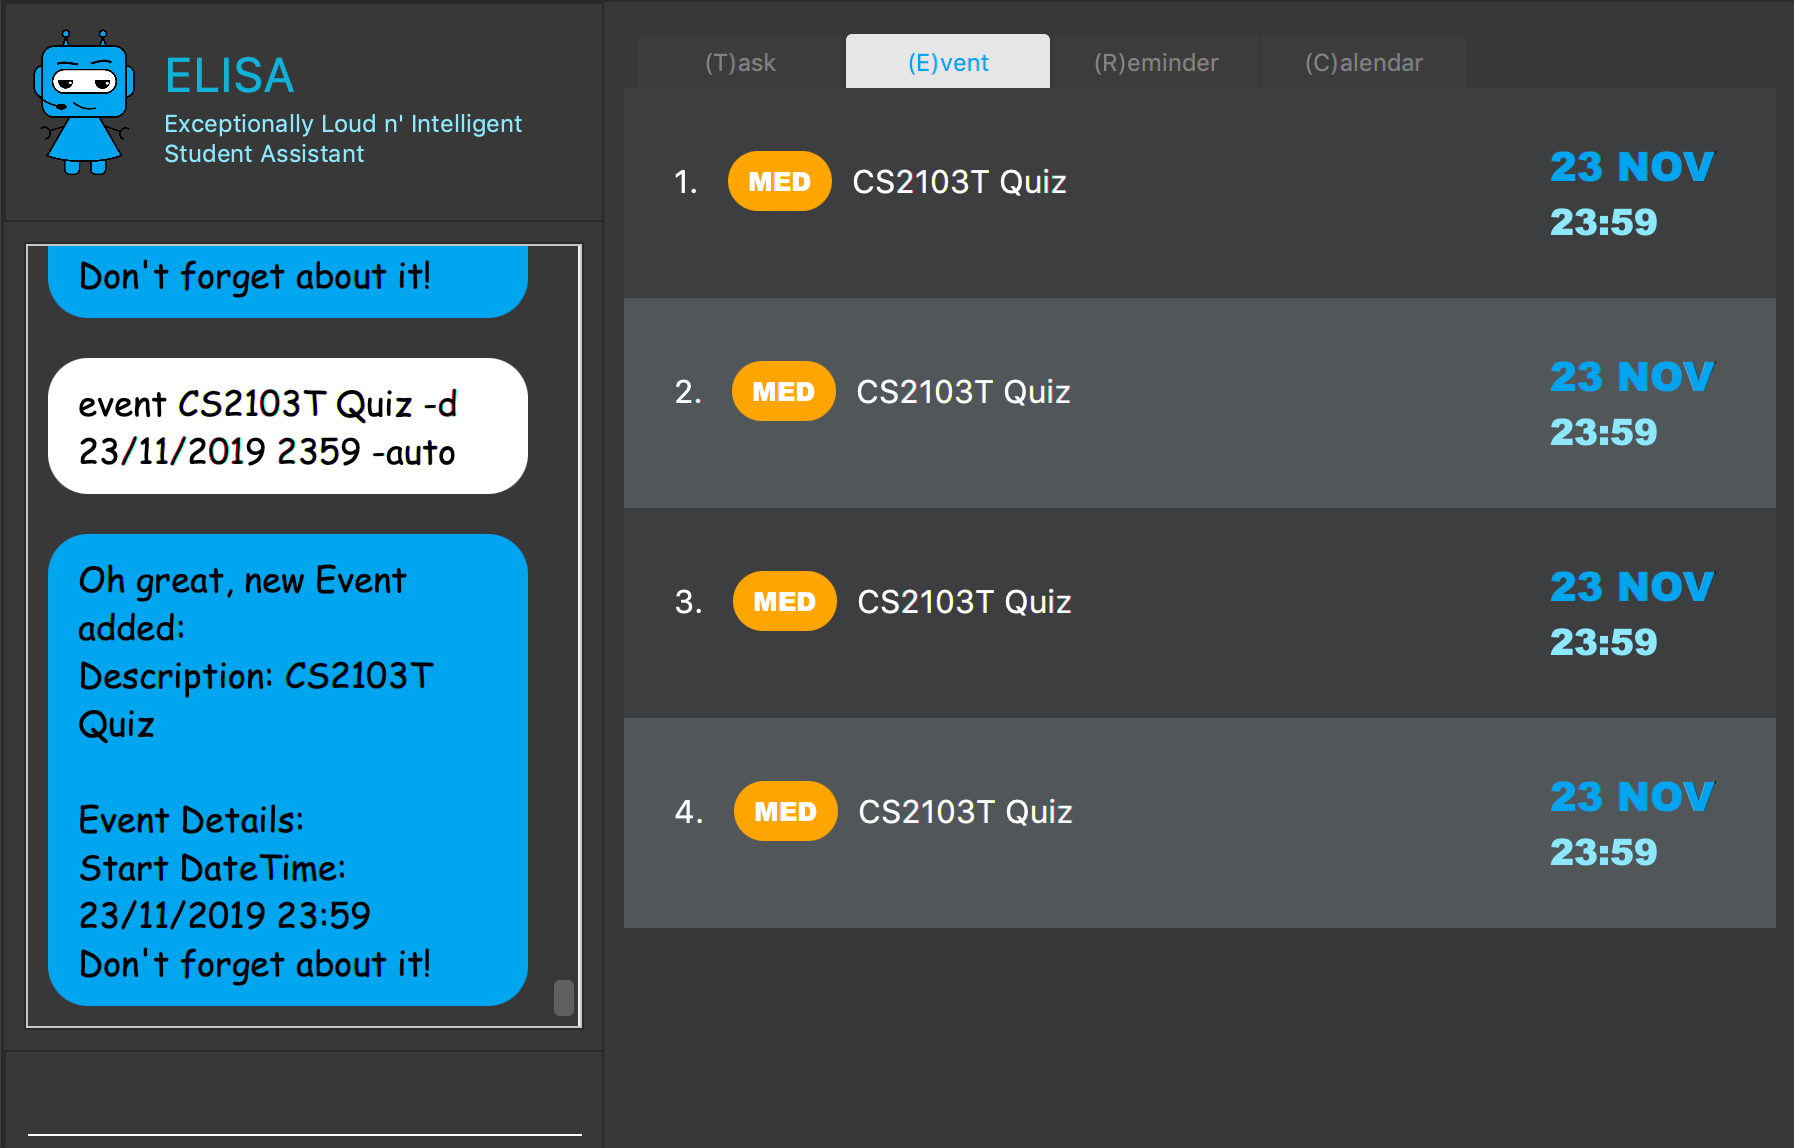 ELISA
Exceptionally Loud n' Intelligent
Student Assistant
Don't forget about it!
event CS2103T Quiz -d
23/11/2019 2359 -auto
Oh great, new Event
added:
Description: CS2103T
Quiz
Event Details:
Start DateTime:
23/11/2019 23:59
Don't forget about it!
(T)ask
(E)vent
(R)eminder
(C)alendar
1. MED CS2103T Quiz 23 NOV
23:59
2. MED CS2103T Quiz 23 NOV
23:59
3. MED CS2103T Quiz 23 NOV
23:59
4. MED CS2103T Quiz 23 NOV
23:59